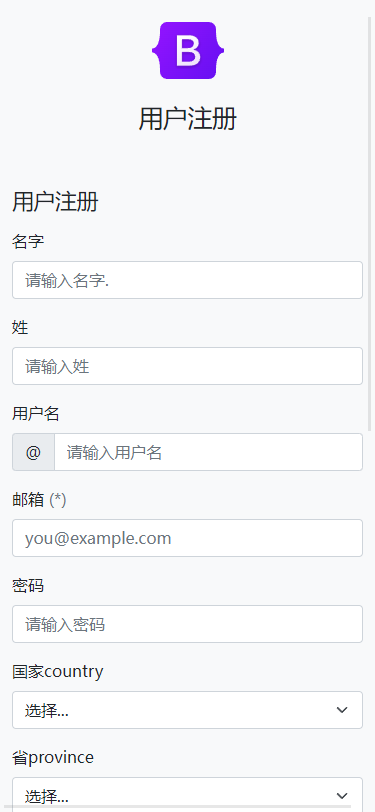 B
用户注册
用户注册
名字
请输入名字.
姓
请输入姓
用户名
@ 请输入用户名
邮箱 (*)
you@example.com
密码
请输入密码
国家country
选择...
省province
选择...